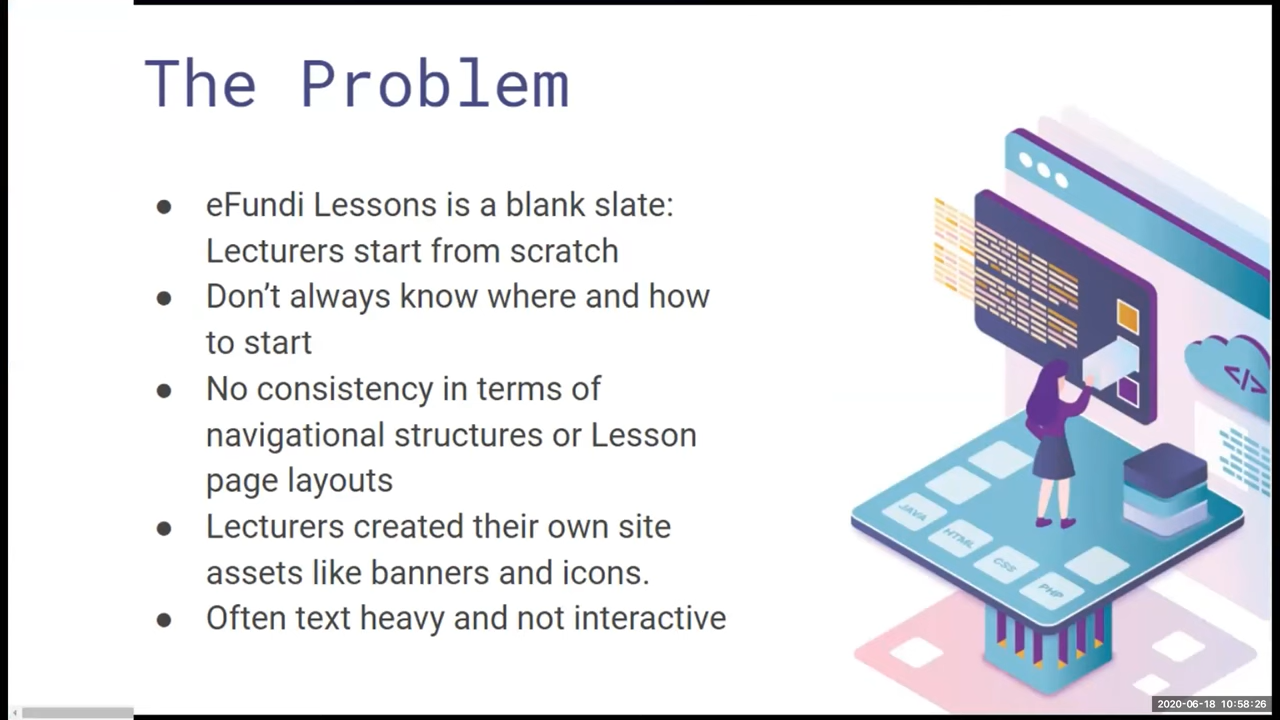 The Problem
● eFundi Lessons is a blank slate:
Lecturers start from scratch
● Don’t always know where and how
to start
● No consistency in terms of
navigational structures or Lesson
page layouts
● Lecturers created their own site
assets like banners and icons.
● Often text heavy and not interactive
</>
JAVA
HTML
CSS
PHP
2020-06-18 10:58:26